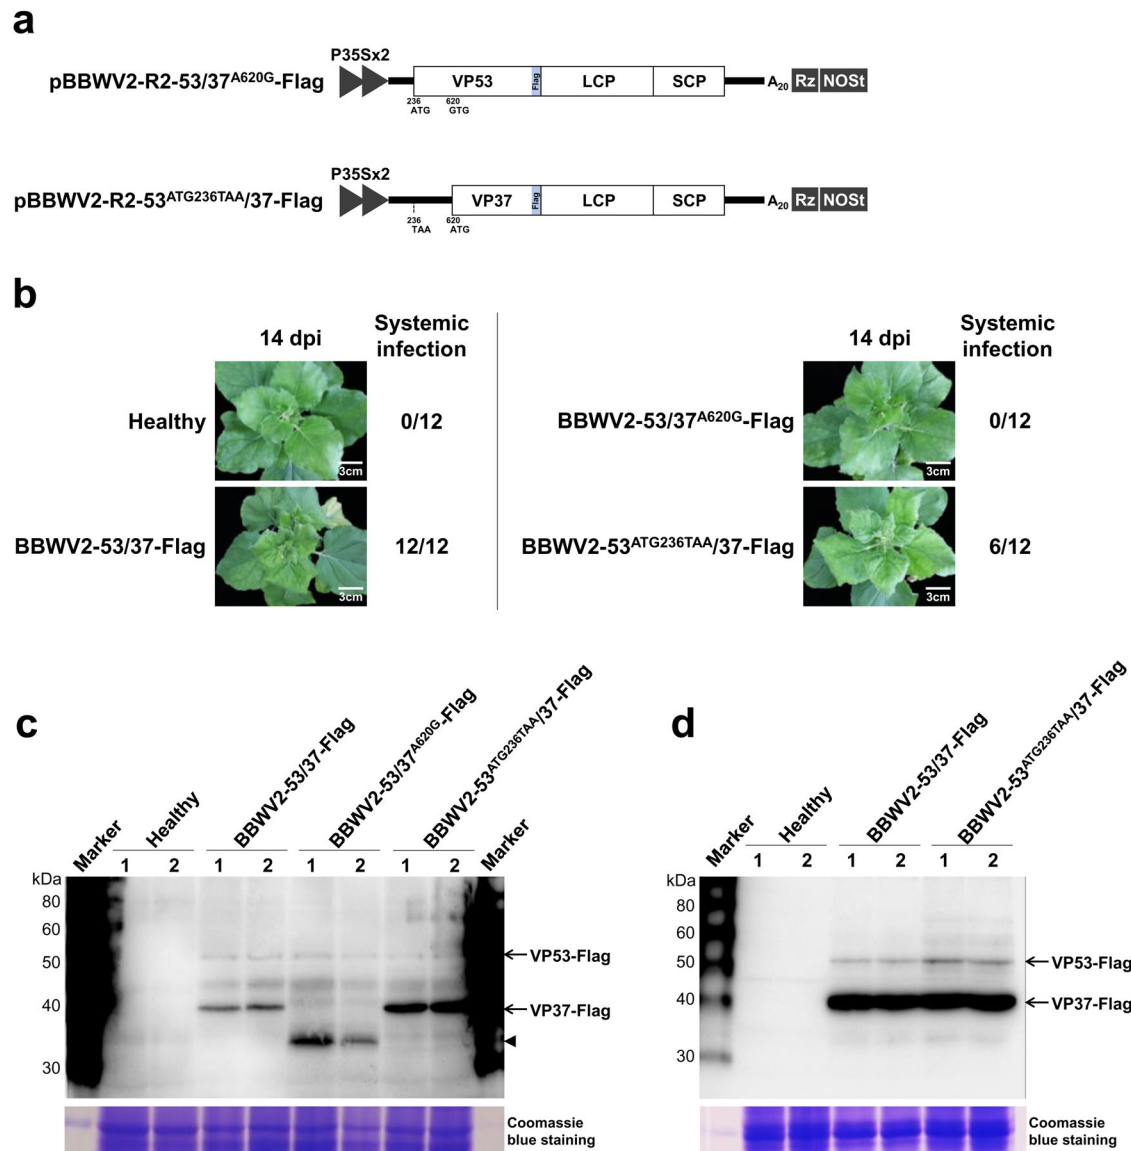 a
P35Sx2
pBBWV2-R2-53/37A620G-Flag
VP53
Flag
LCP
SCP
A20
Rz
NOSt
236
ATG
620
GTG
P35Sx2
pBBWV2-R2-53ATG236TAA/37-Flag
VP37
Flag
LCP
SCP
A20
Rz
NOSt
236
TAA
620
ATG
b
14 dpi
Systemic
infection
Healthy
3cm
0/12
BBWV2-53/37-Flag
3cm
12/12
14 dpi
Systemic
infection
BBWV2-53/37A620G-Flag
3cm
0/12
BBWV2-53ATG236TAA/37-Flag
3cm
6/12
c
Marker
Healthy
BBWV2-53/37-Flag
BBWV2-53/37A620G-Flag
BBWV2-53ATG236TAA/37-Flag
Marker
1 2 1 2 1 2 1 2
kDa
80
60
50
40
30
VP53-Flag
VP37-Flag
Coomassie
blue staining
d
Marker
Healthy
BBWV2-53/37-Flag
BBWV2-53ATG236TAA/37-Flag
1 2 1 2 1 2
kDa
80
60
50
40
30
VP53-Flag
VP37-Flag
Coomassie
blue staining